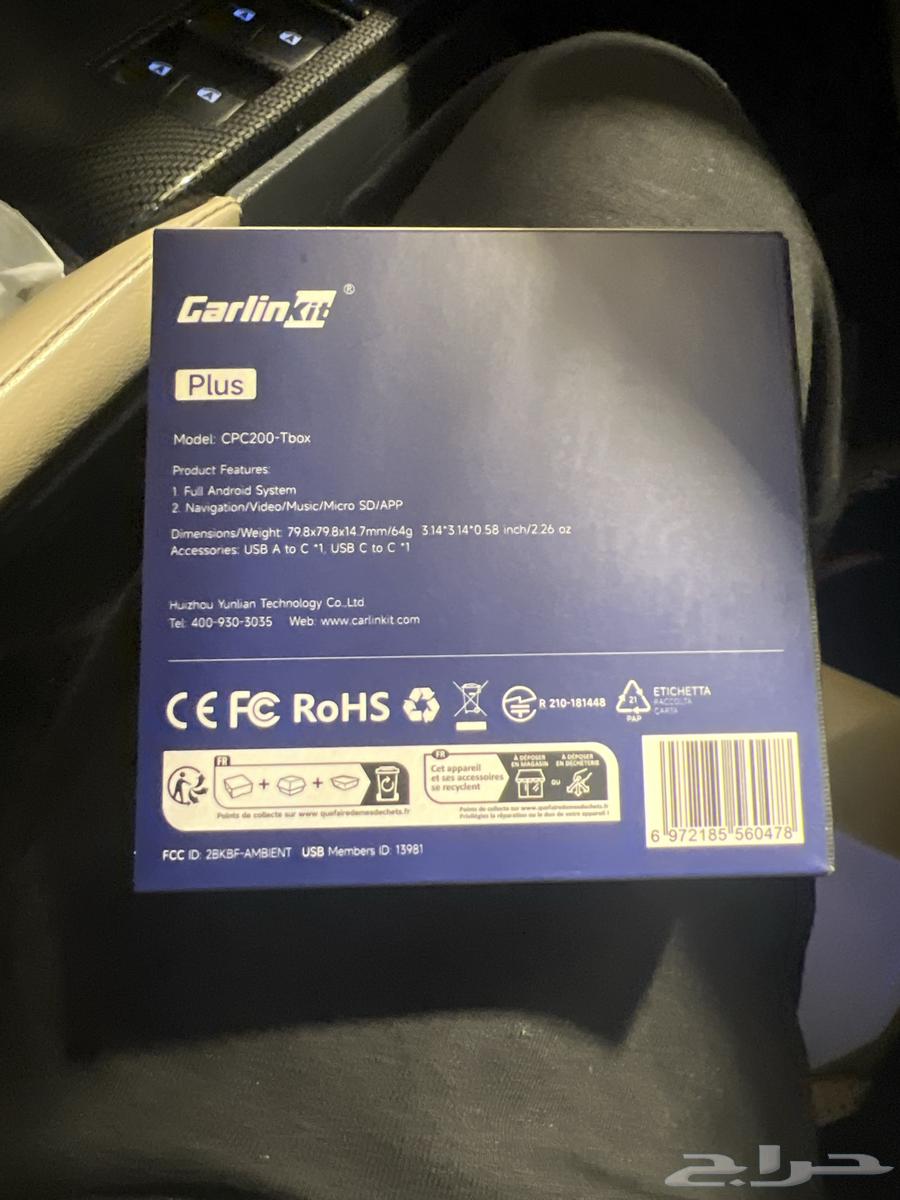 CarlinKit ®
Plus
Model: CPC200-Tbox
Product Features:
1. Full Android System
2. Navigation/Video/Music/Micro SD/APP
Dimensions/Weight: 79.8x79.8x14.7mm/64g 3.14*3.14*0.58 inch/2.26 oz
Accessories: USB A to C *1, USB C to C *1
Huizhou Yunlian Technology Co.,Ltd
Tel: 400-930-3035 Web: www.carlinkit.com
CE FC RoHS
R 210-181448
21
PAP
ETICHETTA
RACCOLTA
CARTA
FR
+ + +
Points de collecte sur www.quefairedemesdechets.fr
FR
Cet appareil
et ses accessoires
se recyclent
À DÉPOSER
EN MAGASIN
OU
À DÉPOSER
EN DÉCHÈTERIE
Points de collecte sur www.quefairedemesdechets.fr
Privilégiez la réparation ou le don de votre appareil !
6 972185 560478
FCC ID: 2BKBF-AMBIENT USB Members ID: 13981
حراج